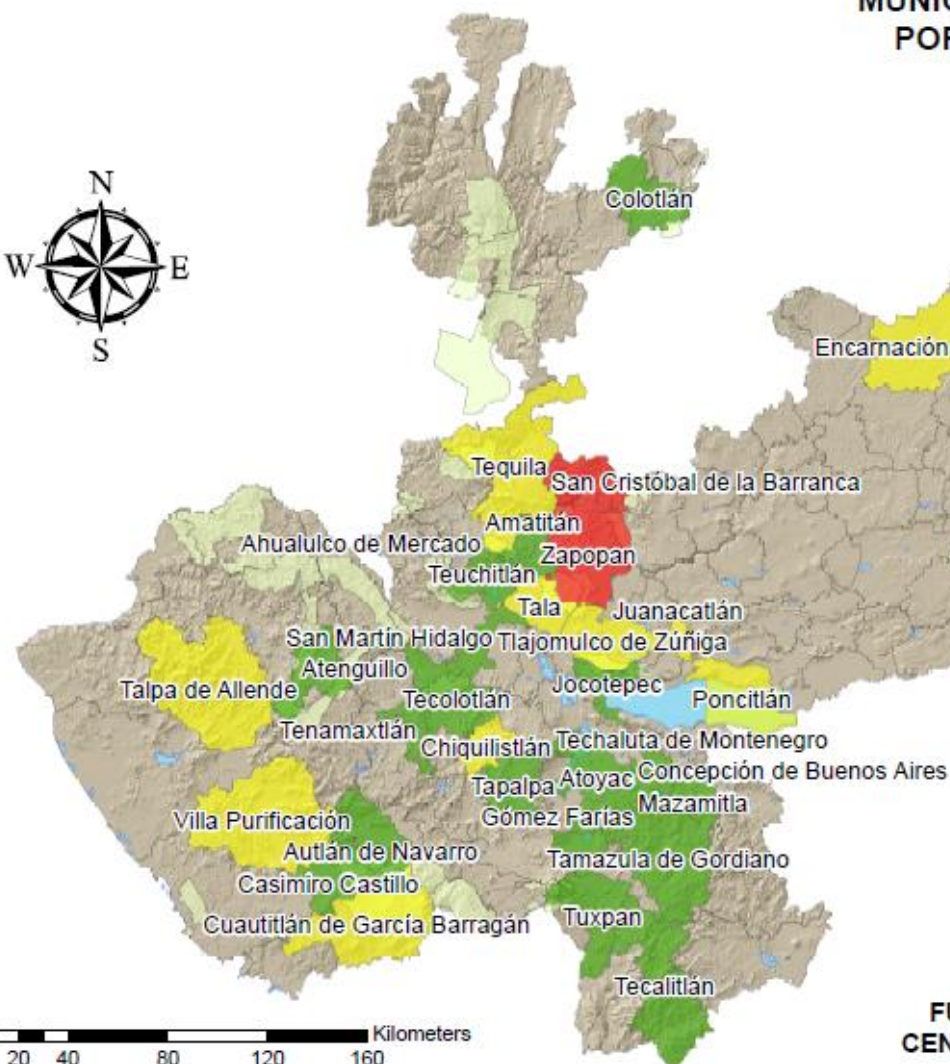 MUNIC
POR
N
W
E
S
Colotlán
Encarnación
Tequila
San Cristóbal de la Barranca
Amatitán
Ahualulco de Mercado
Zapopan
Teuchitlán
Tala
Juanacatlán
San Martín Hidalgo
Tlajomulco de Zúñiga
Atenguillo
Jocotepec
Talpa de Allende
Tecolotlán
Poncitlán
Tenamaxtlán
Chiquilistlán
Techaluta de Montenegro
Tapalpa
Atoyac
Concepción de Buenos Aires
Gómez Farías
Mazamitla
Villa Purificación
Autlán de Navarro
Tamazula de Gordiano
Casimiro Castillo
Cuautitlán de García Barragán
Tuxpan
Tecalitlán
Kilometers
20 40 80 120 160
FU
CEN